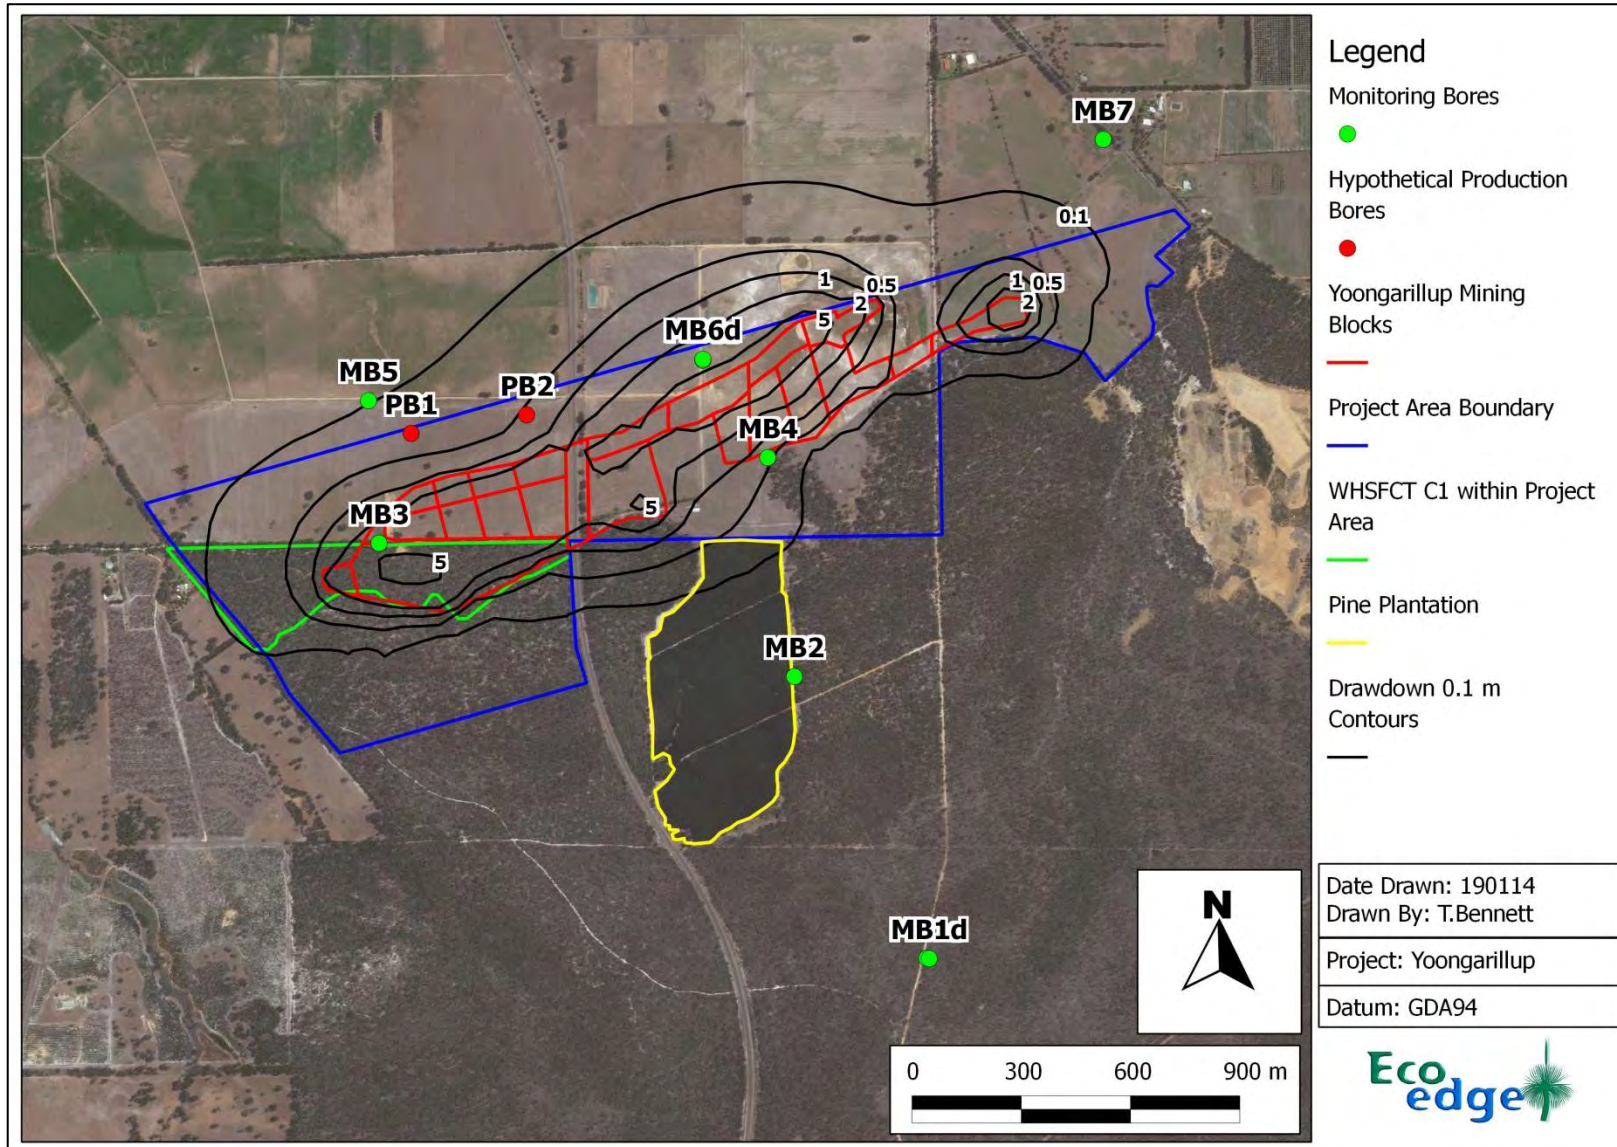 MB7
0.1
1
0.5
2
5
1
0.5
2
MB6d
MB5
PB1
PB2
MB4
5
MB3
5
MB2
MB1d
N
0 300 600 900 m
Legend
Monitoring Bores
Hypothetical Production
Bores
Yoongarillup Mining
Blocks
Project Area Boundary
WHSFCT C1 within Project
Area
Pine Plantation
Drawdown 0.1 m
Contours
Date Drawn: 190114
Drawn By: T.Bennett
Project: Yoongarillup
Datum: GDA94
Eco
edge